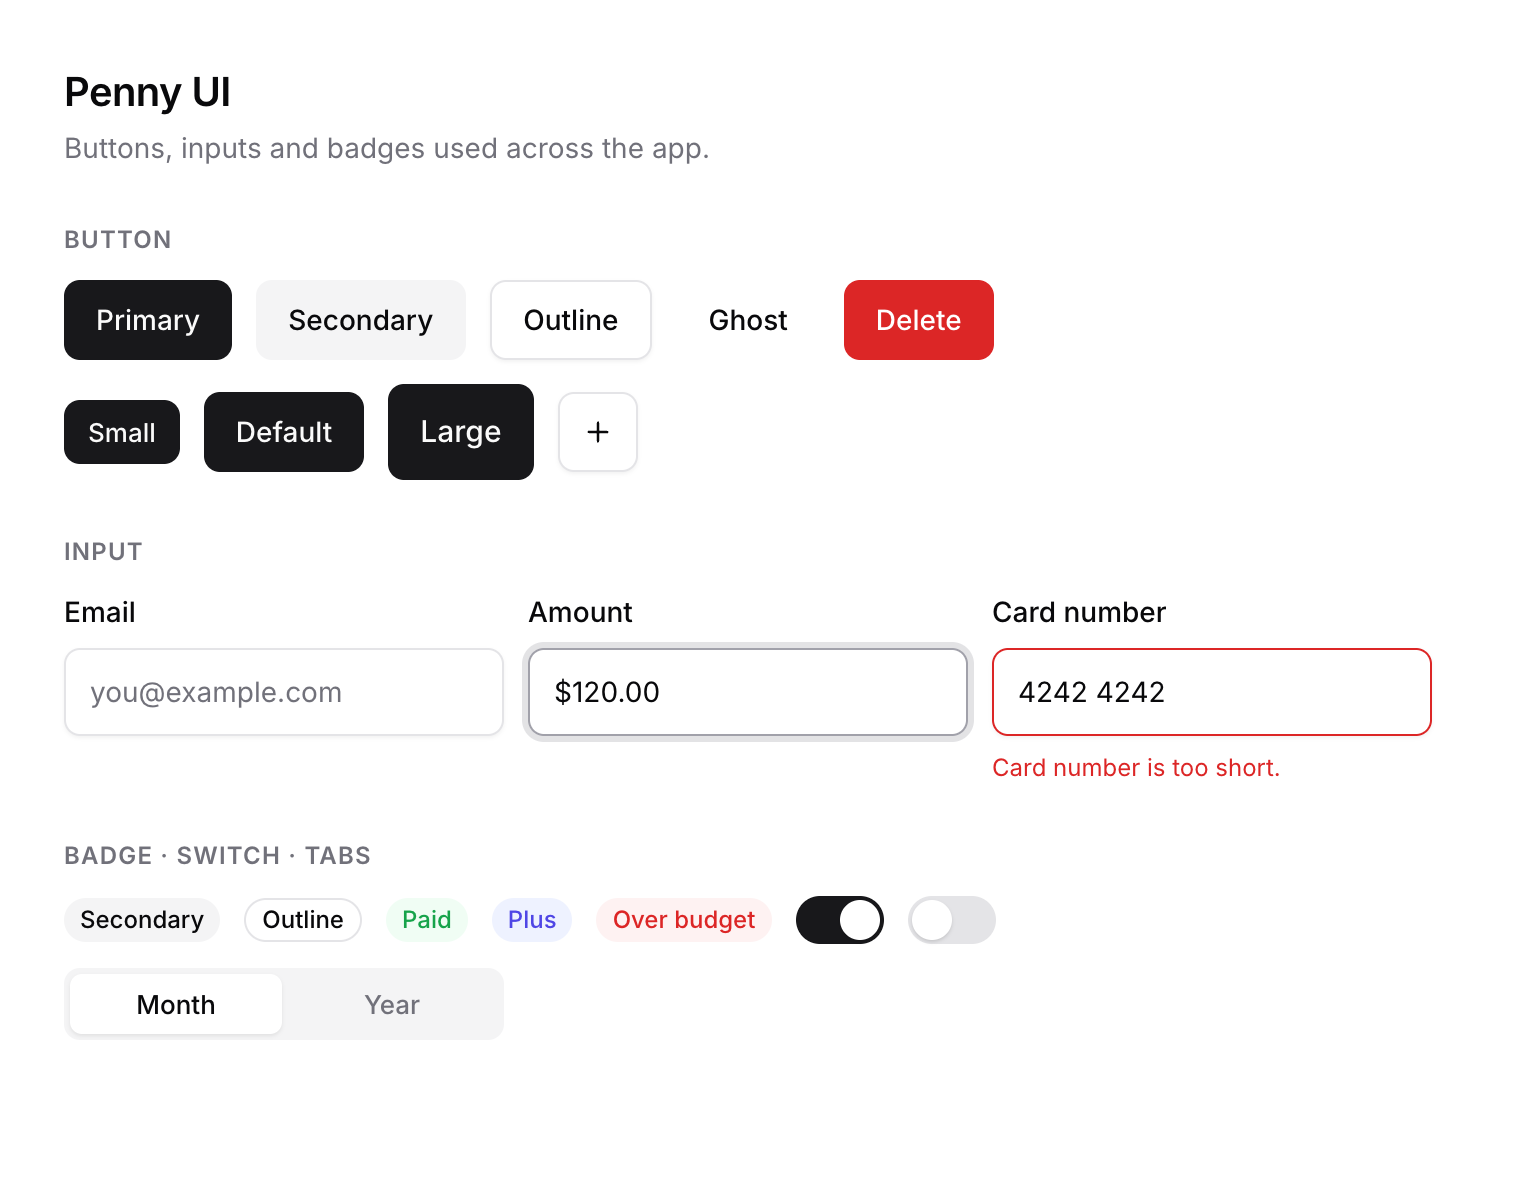 Penny UI
Buttons, inputs and badges used across the app.
BUTTON
Primary Secondary Outline Ghost Delete
Small Default Large +
INPUT
Email Amount Card number
you@example.com $120.00 4242 4242
Card number is too short.
BADGE · SWITCH · TABS
Secondary Outline Paid Plus Over budget
Month Year